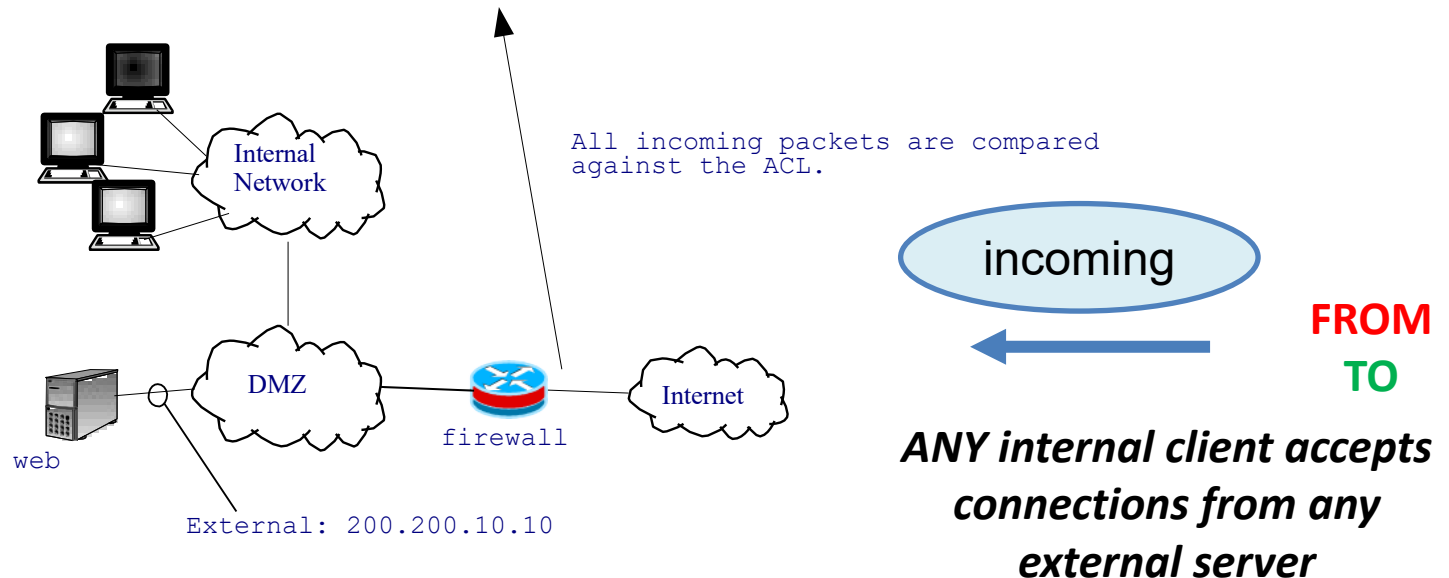 All incoming packets are compared
against the ACL.
Internal
Network
incoming
FROM
TO
DMZ
Internet
firewall
web
External: 200.200.10.10
ANY internal client accepts
connections from any
external server